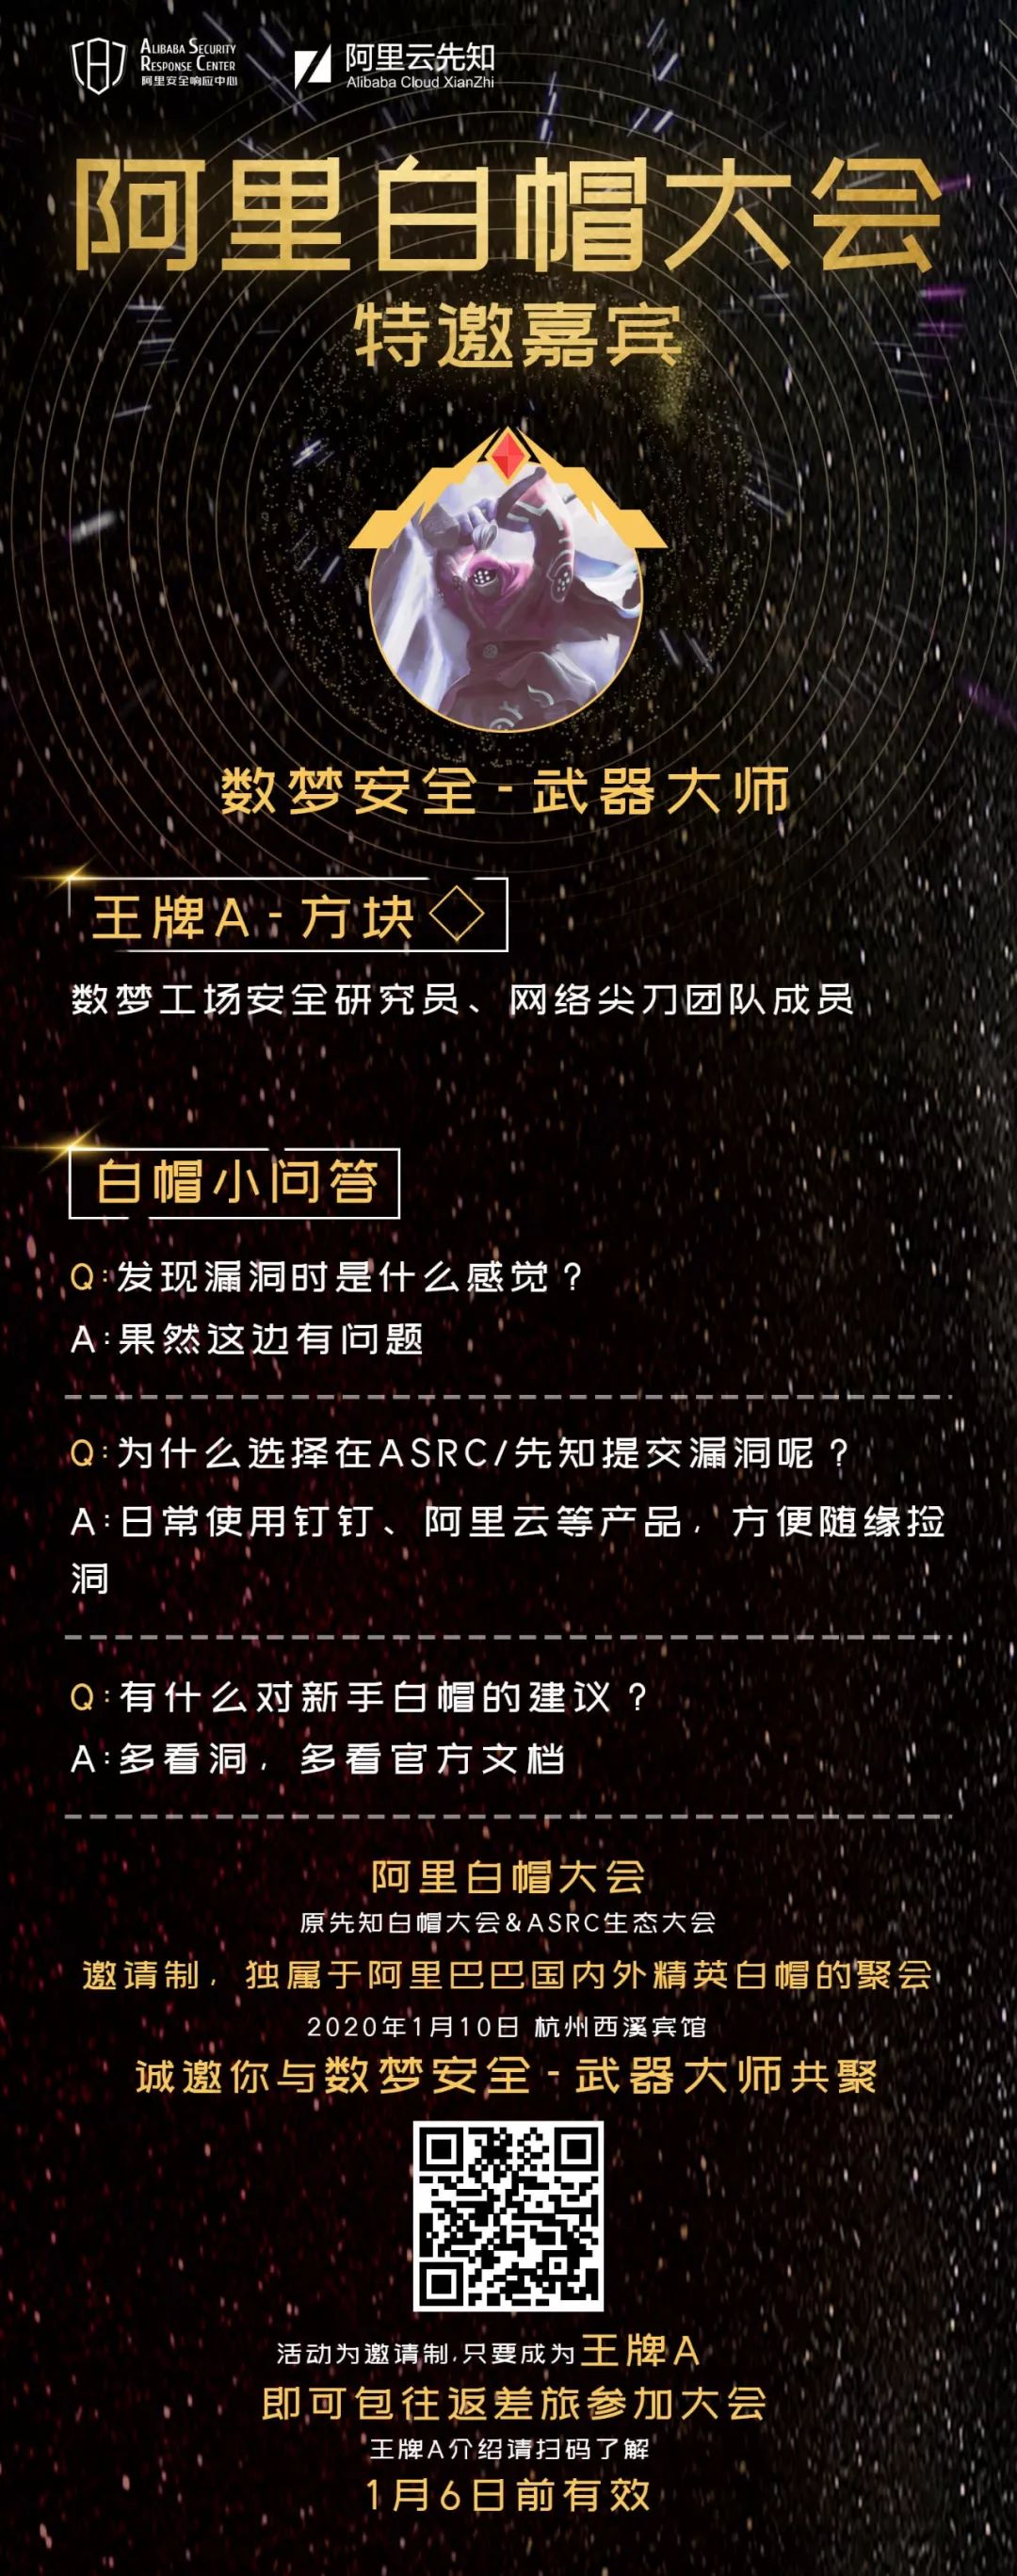 ALIBABA SECURITY
RESPONSE CENTER
阿里安全响应中心
阿里云先知
Alibaba Cloud XianZhi
阿里白帽大会
特邀嘉宾
数梦安全-武器大师
王牌A-方块
数梦工场安全研究员、网络尖刀团队成员
白帽小问答
Q:发现漏洞时是什么感觉?
A:果然这边有问题
Q:为什么选择在ASRC/先知提交漏洞呢?
A:日常使用钉钉、阿里云等产品，方便随缘捡
洞
Q:有什么对新手白帽的建议?
A:多看洞，多看官方文档
阿里白帽大会
原先知白帽大会&ASRC生态大会
邀请制，独属于阿里巴巴国内外精英白帽的聚会
2020年1月10日 杭州西溪宾馆
诚邀你与数梦安全-武器大师共聚
活动为邀请制,只要成为王牌A
即可包往返差旅参加大会
王牌A介绍请扫码了解
1月6日前有效